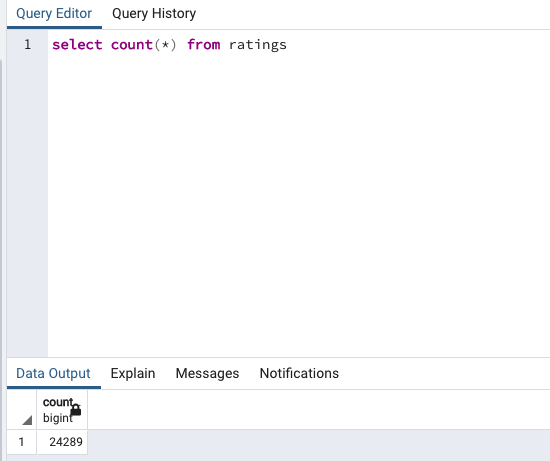 Query Editor Query History
1 select count(*) from ratings
Data Output Explain Messages Notifications
count
bigint
1 24289